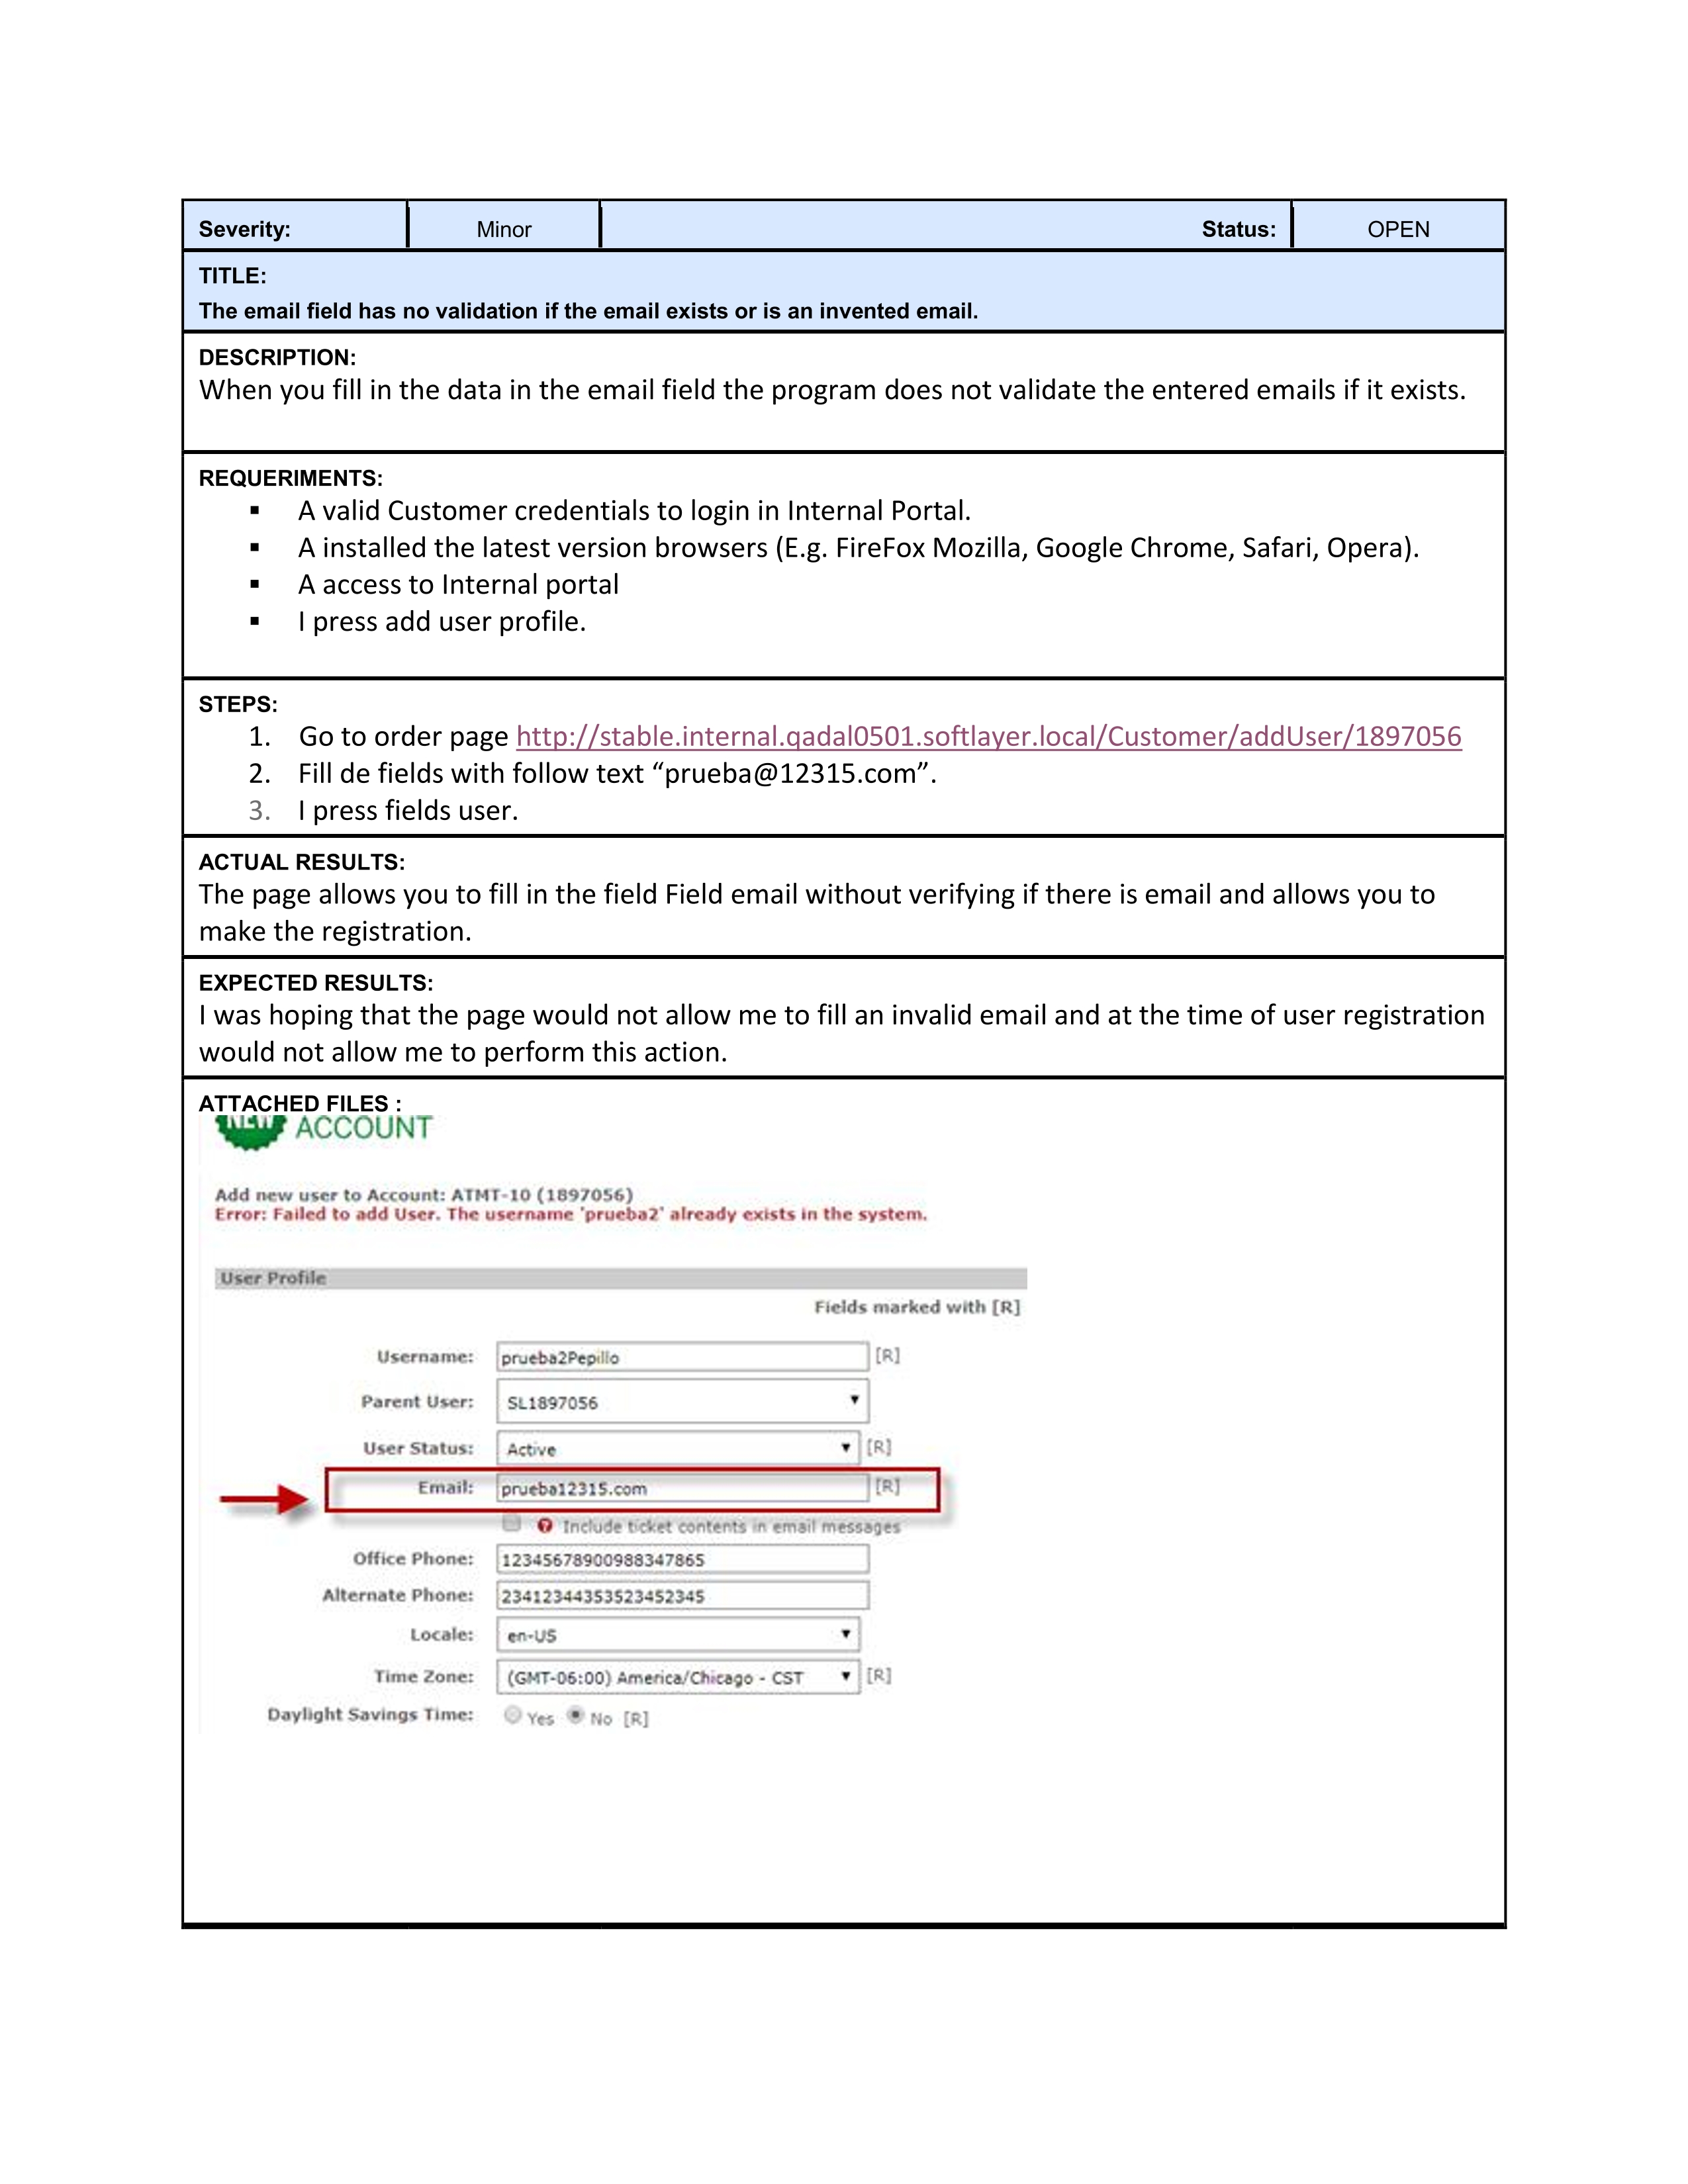 Severity: Minor Status: OPEN
TITLE:
The email field has no validation if the email exists or is an invented email.
DESCRIPTION:
When you fill in the data in the email field the program does not validate the entered emails if it exists.
REQUERIMENTS:
▪ A valid Customer credentials to login in Internal Portal.
▪ A installed the latest version browsers (E.g. FireFox Mozilla, Google Chrome, Safari, Opera).
▪ A access to Internal portal
▪ I press add user profile.
STEPS:
1. Go to order page http://stable.internal.qadal0501.softlayer.local/Customer/addUser/1897056
2. Fill de fields with follow text “prueba@12315.com”.
3. I press fields user.
ACTUAL RESULTS:
The page allows you to fill in the field Field email without verifying if there is email and allows you to
make the registration.
EXPECTED RESULTS:
I was hoping that the page would not allow me to fill an invalid email and at the time of user registration
would not allow me to perform this action.
ATTACHED FILES :
NEW ACCOUNT
Add new user to Account: ATMT-10 (1897056)
Error: Failed to add User. The username 'prueba2' already exists in the system.
User Profile
Fields marked with [R]
Username: prueba2Pepillo [R]
Parent User: SL1897056
User Status: Active [R]
Email: prueba12315.com [R]
Include ticket contents in email messages
Office Phone: 12345678900988347865
Alternate Phone: 23412344353523452345
Locale: en-US
Time Zone: (GMT-06:00) America/Chicago - CST [R]
Daylight Savings Time: Yes No [R]